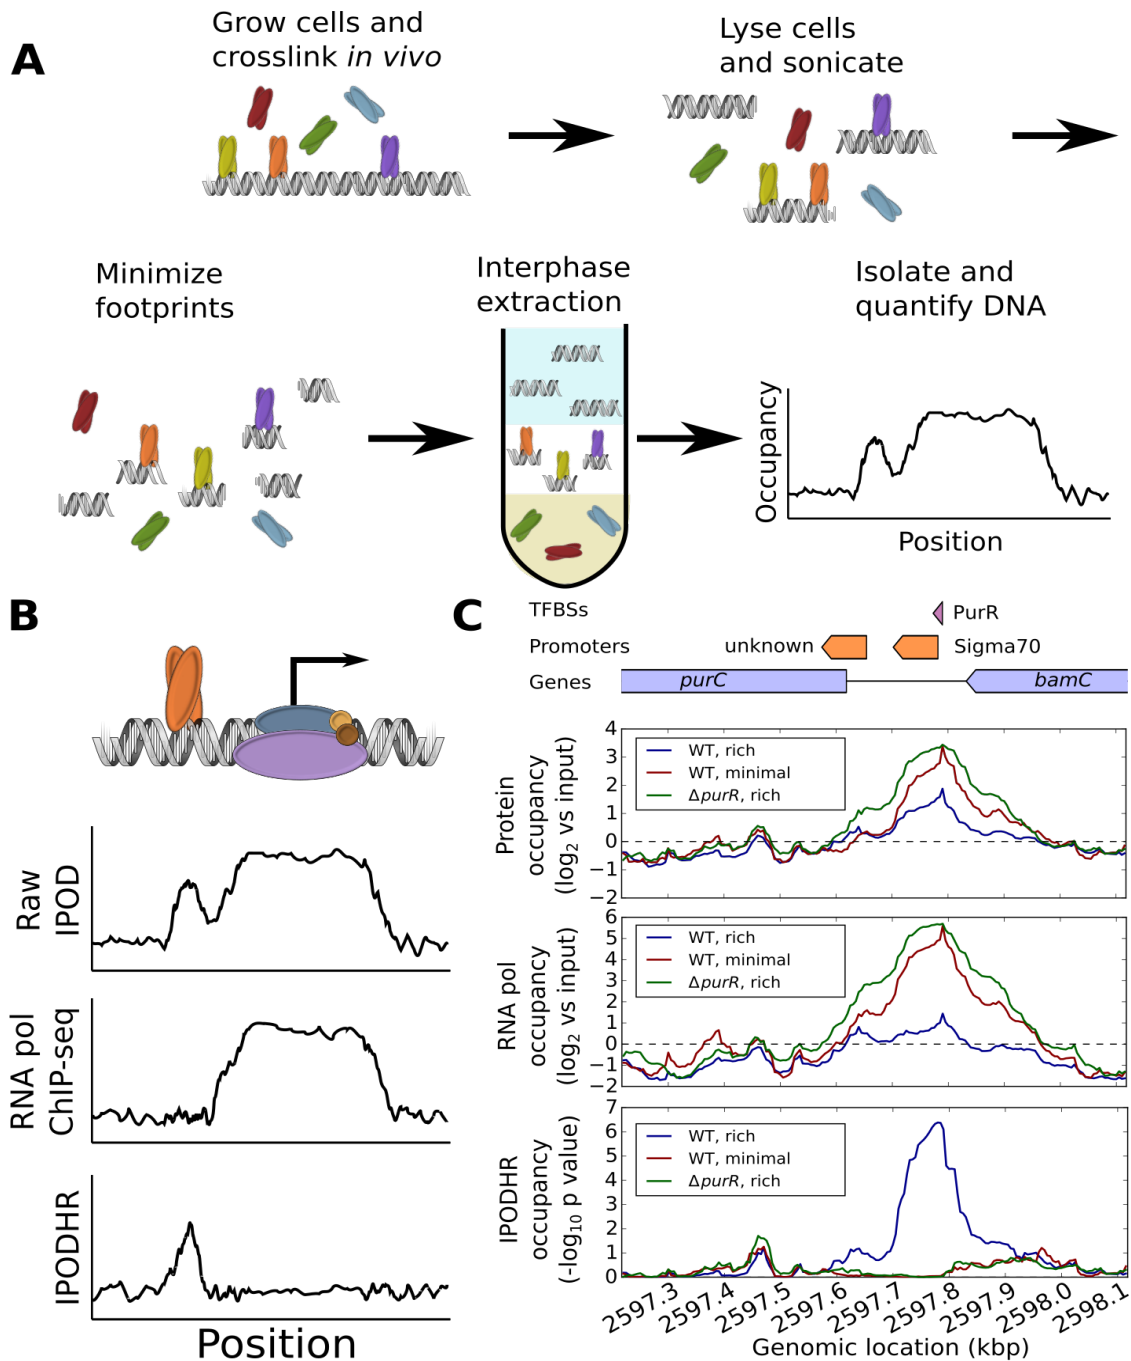 A
Grow cells and
crosslink in vivo
Lyse cells
and sonicate
Minimize
footprints
Interphase
extraction
Isolate and
quantify DNA
Occupancy
Position
B
Raw
IPOD
RNA pol
ChIP-seq
IPODHR
Position
C
TFBSs
PurR
Promoters
unknown
Sigma70
Genes
purC
bamC
Protein
occupancy
(log2 vs input)
4
3
2
1
0
−1
−2
WT, rich
WT, minimal
ΔpurR, rich
RNA pol
occupancy
(log2 vs input)
6
5
4
3
2
1
0
−1
−2
WT, rich
WT, minimal
ΔpurR, rich
IPODHR
occupancy
(-log10 p value)
7
6
5
4
3
2
1
0
WT, rich
WT, minimal
ΔpurR, rich
2597.3
2597.4
2597.5
2597.6
2597.7
2597.8
2597.9
2598.0
2598.1
Genomic location (kbp)